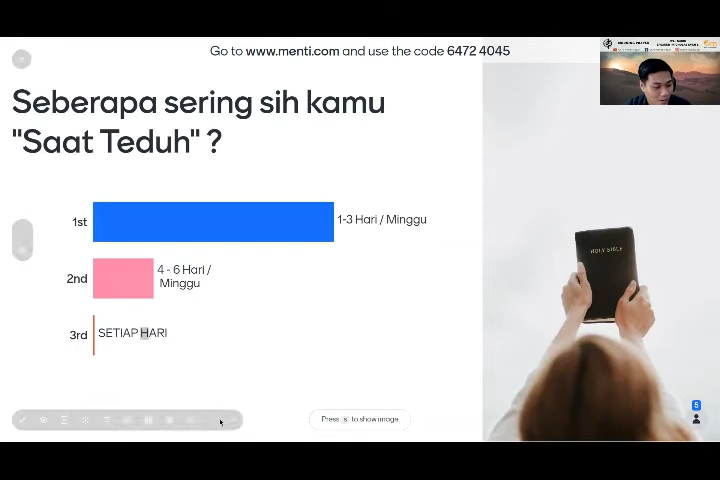 Go to www.menti.com and use the code 6472 4045
Seberapa sering sih kamu
"Saat Teduh" ?
1st
1-3 Hari / Minggu
2nd
4 - 6 Hari /
Minggu
3rd
SETIAP HARI
Press s to show image
HOLY BIBLE
5